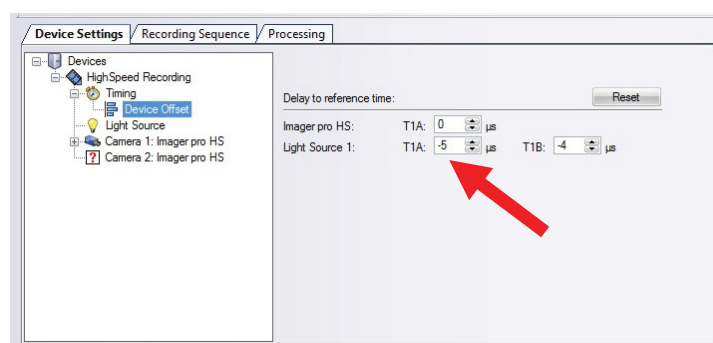 Device Settings Recording Sequence Processing
Devices
HighSpeed Recording
Timing
Device Offset
Light Source
Camera 1: Imager pro HS
? Camera 2: Imager pro HS
Delay to reference time: Reset
Imager pro HS: T1A: 0 µs
Light Source 1: T1A: -5 µs T1B: -4 µs